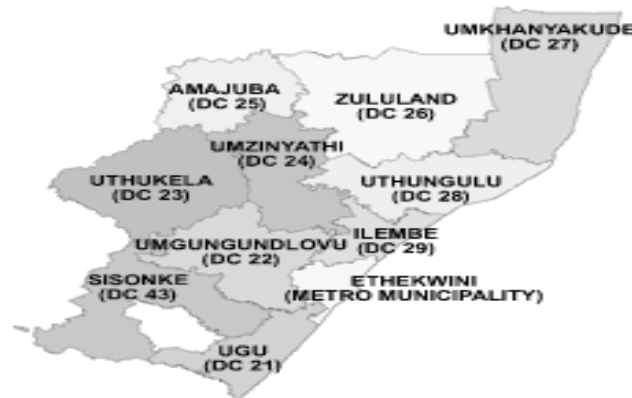 UMKHANYAKUDE
(DC 27)
AMAJUBA
(DC 25)
ZULULAND
(DC 26)
UMZINYATHI
(DC 24)
UTHUKELA
(DC 23)
UTHUNGULU
(DC 28)
ILEMBE
(DC 29)
UMGUNGUNDLOVU
(DC 22)
SISONKE
(DC 43)
ETHEKWINI
(METRO MUNICIPALITY)
UGU
(DC 21)